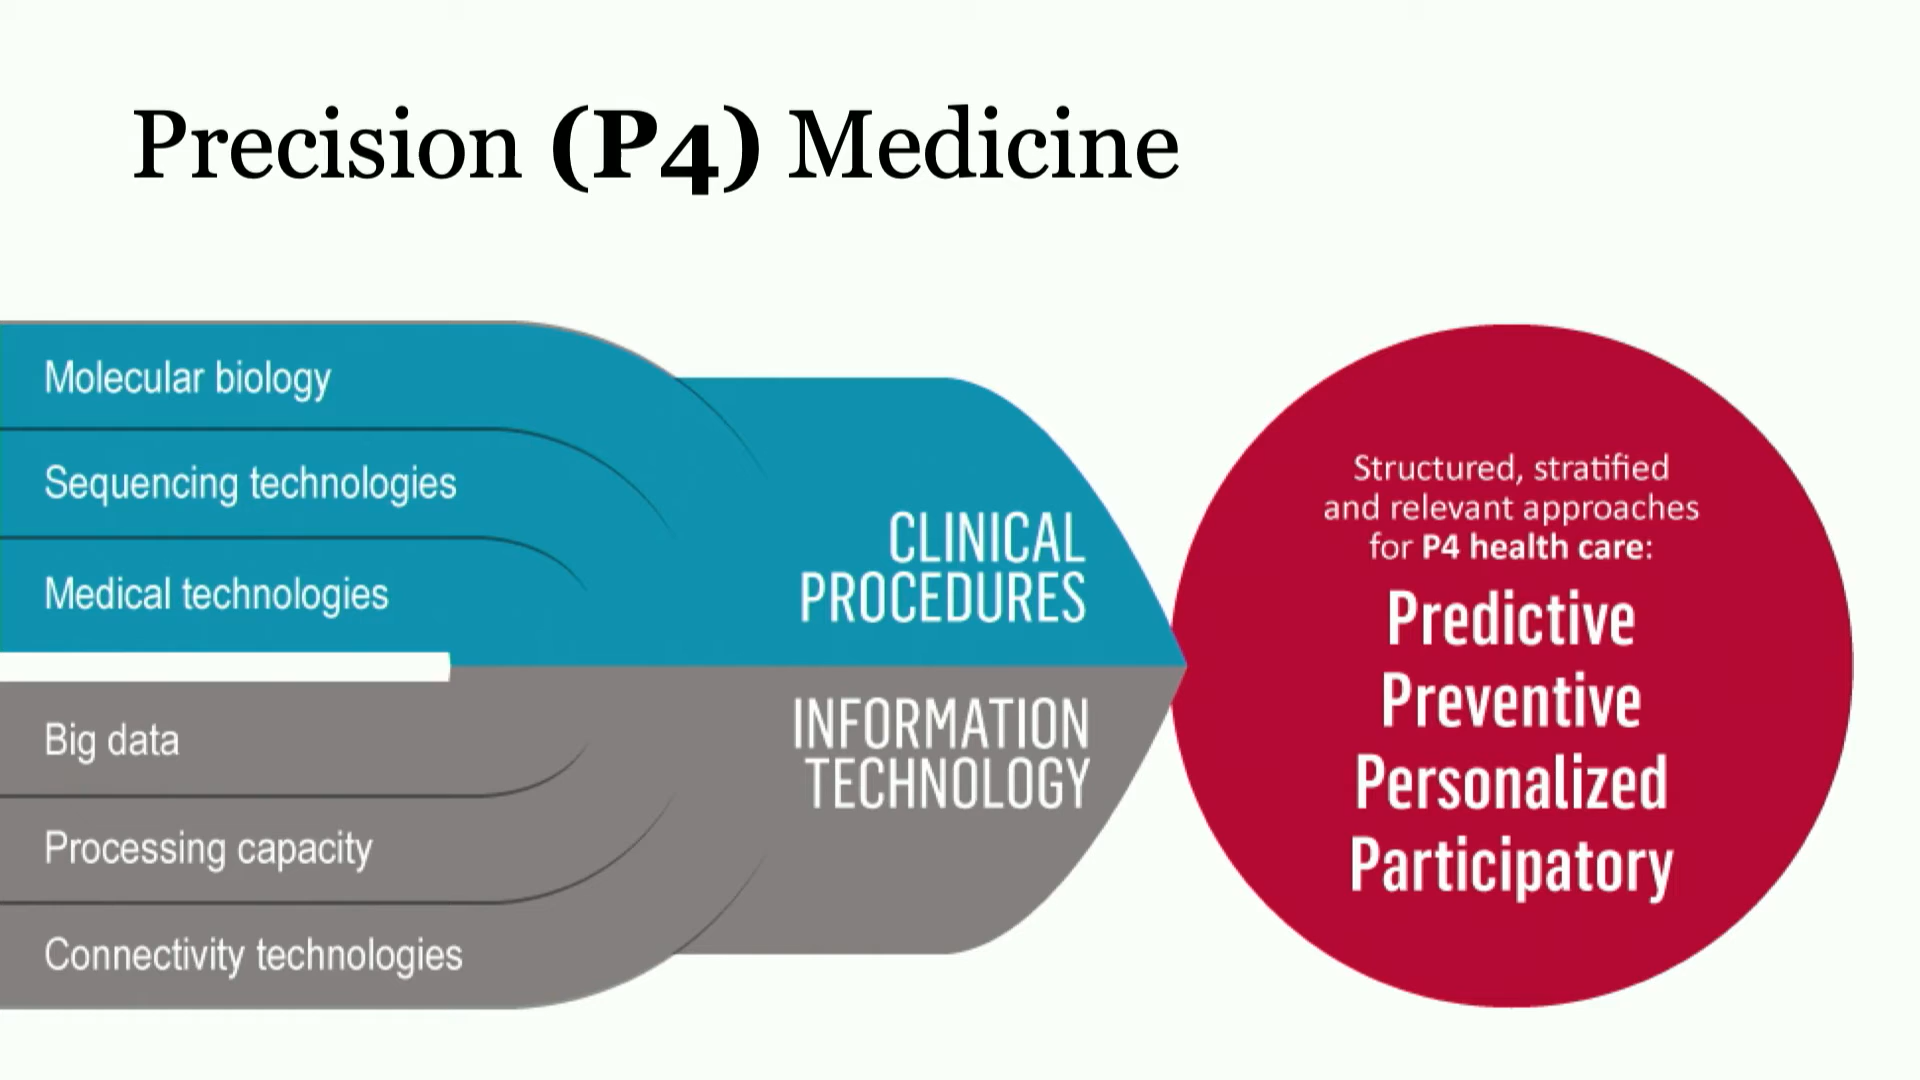 Precision (P4) Medicine
Molecular biology
Sequencing technologies
Medical technologies
CLINICAL
PROCEDURES
Big data
Processing capacity
Connectivity technologies
INFORMATION
TECHNOLOGY
Structured, stratified
and relevant approaches
for P4 health care:
Predictive
Preventive
Personalized
Participatory